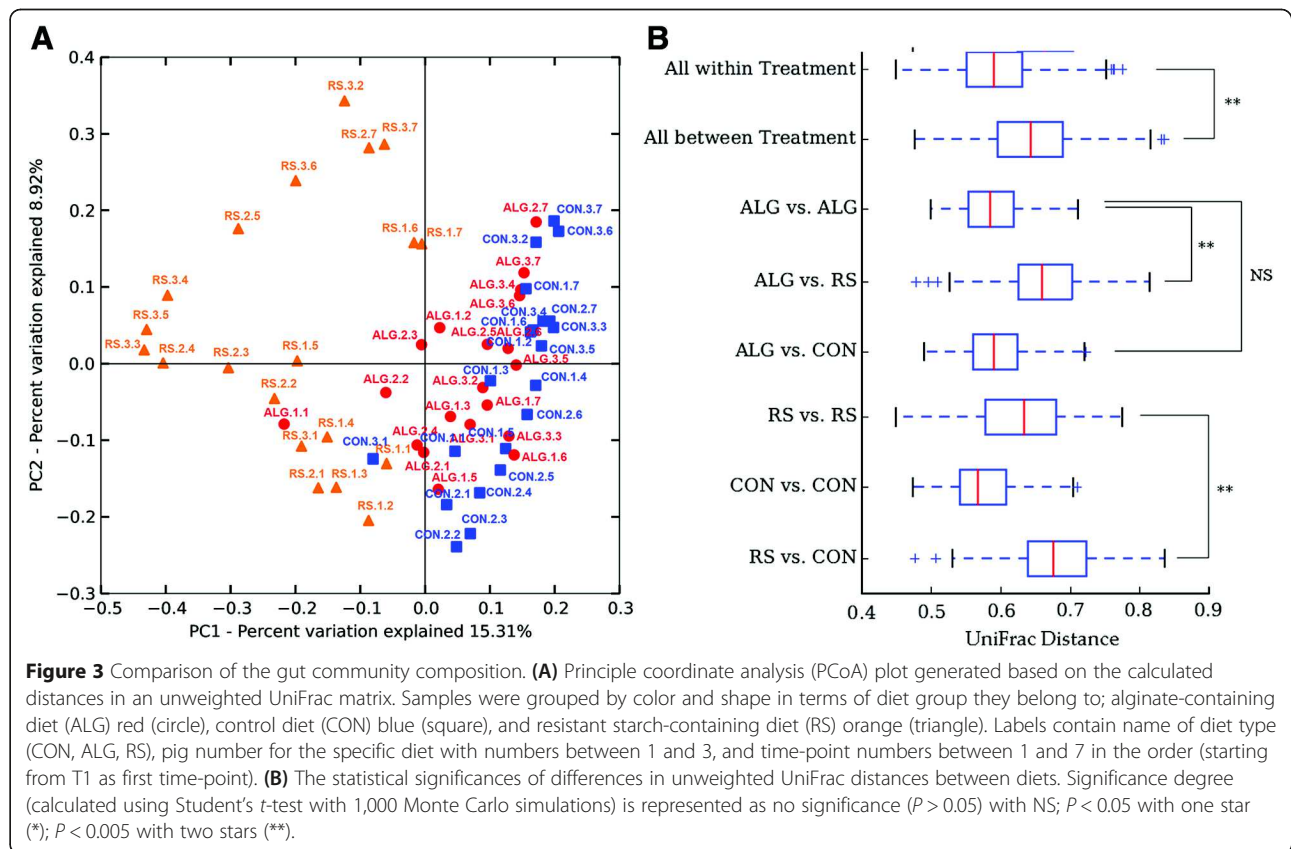 A
B
PC2 - Percent variation explained 8.92%
0.4
0.3
0.2
0.1
0.0
−0.1
−0.2
−0.3
RS.3.2
RS.2.7
RS.3.7
RS.3.6
RS.2.5
RS.1.6
RS.1.7
RS.3.4
RS.3.5
RS.3.3
RS.2.4
RS.2.3
RS.1.5
RS.2.2
ALG.1.1
RS.1.4
RS.3.1
CON.3.1
RS.1.1
RS.2.1
RS.1.3
RS.1.2
ALG.2.7
CON.3.7
CON.3.6
CON.3.2
ALG.3.7
ALG.3.4
CON.1.7
ALG.3.6
ALG.1.2
CON.3.4
CON.2.7
CON.1.6
CON.3.3
ALG.2.3
ALG.2.5
CON.1.2
CON.3.5
ALG.3.5
CON.1.3
CON.1.4
ALG.2.2
ALG.3.2
ALG.1.3
ALG.1.7
CON.2.6
ALG.2.4
CON.1.5
ALG.3.1
ALG.3.3
ALG.2.1
ALG.1.6
ALG.1.5
CON.2.5
CON.2.1
CON.2.4
CON.2.3
CON.2.2
−0.5 −0.4 −0.3 −0.2 −0.1 0.0 0.1 0.2 0.3
PC1 - Percent variation explained 15.31%
All within Treatment
All between Treatment
ALG vs. ALG
ALG vs. RS
ALG vs. CON
RS vs. RS
CON vs. CON
RS vs. CON
**
**
NS
**
0.4 0.5 0.6 0.7 0.8 0.9
UniFrac Distance
Figure 3 Comparison of the gut community composition. (A) Principle coordinate analysis (PCoA) plot generated based on the calculated
distances in an unweighted UniFrac matrix. Samples were grouped by color and shape in terms of diet group they belong to; alginate-containing
diet (ALG) red (circle), control diet (CON) blue (square), and resistant starch-containing diet (RS) orange (triangle). Labels contain name of diet type
(CON, ALG, RS), pig number for the specific diet with numbers between 1 and 3, and time-point numbers between 1 and 7 in the order (starting
from T1 as first time-point). (B) The statistical significances of differences in unweighted UniFrac distances between diets. Significance degree
(calculated using Student's t-test with 1,000 Monte Carlo simulations) is represented as no significance (P > 0.05) with NS; P < 0.05 with one star
(*); P < 0.005 with two stars (**).